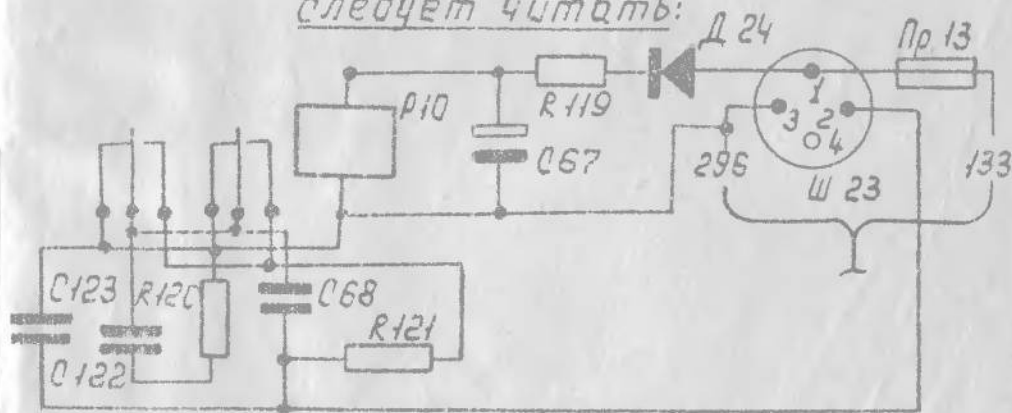 следует читать:
Д 24
Пр. 13
Р10
R119
С67
1
3
2
4
296
133
Ш 23
С123
R120
С68
R121
С122